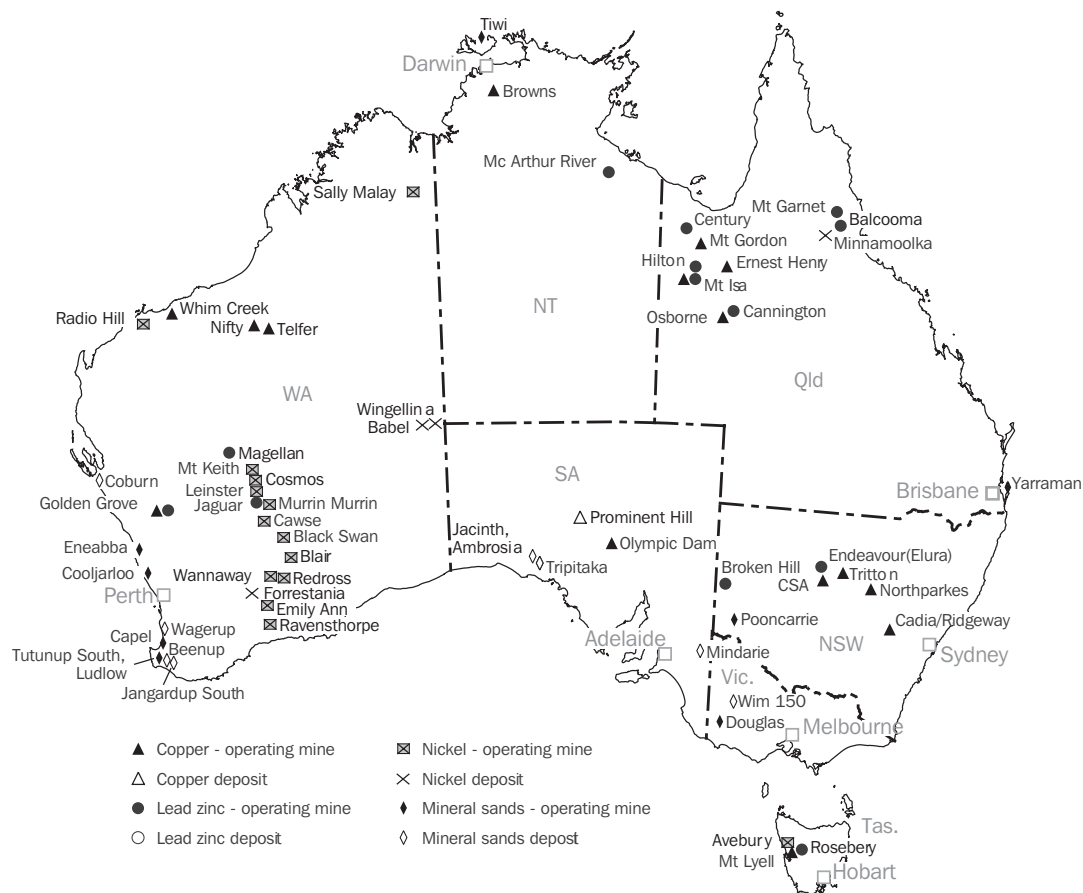 Tiwi
Darwin
Browns
Mc Arthur River
Sally Malay
Mt Garnet
Century
Balcooma
Mt Gordon
Minnamoolka
Hilton
Ernest Henry
Mt Isa
Radio Hill
Whim Creek
Nifty
Telfer
NT
Cannington
Osborne
WA
Qld
Wingellina
Babel
Magellan
Mt Keith
Cosmos
Coburn
Leinster
Golden Grove
Jaguar
Murrin Murrin
Cawse
Black Swan
SA
Brisbane
Yarraman
Prominent Hill
Jacinth,
Ambrosia
Olympic Dam
Eneabba
Blair
Tripitaka
Broken Hill
Endeavour(Elura)
Tritton
CSA
Northparkes
Cooljarloo
Wannaway
Redross
Perth
Forrestania
Emily Ann
Ravensthorpe
Pooncarrie
Cadia/Ridgeway
Wagerup
Capel
Beenup
Tutunup South,
Ludlow
Jangardup South
Adelaide
Mindarie
NSW
Sydney
Vic.
Wim 150
Douglas
Melbourne
Copper - operating mine
Nickel - operating mine
Copper deposit
Nickel deposit
Lead zinc - operating mine
Mineral sands - operating mine
Lead zinc deposit
Mineral sands depost
Tas.
Avebury
Mt Lyell
Rosebery
Hobart